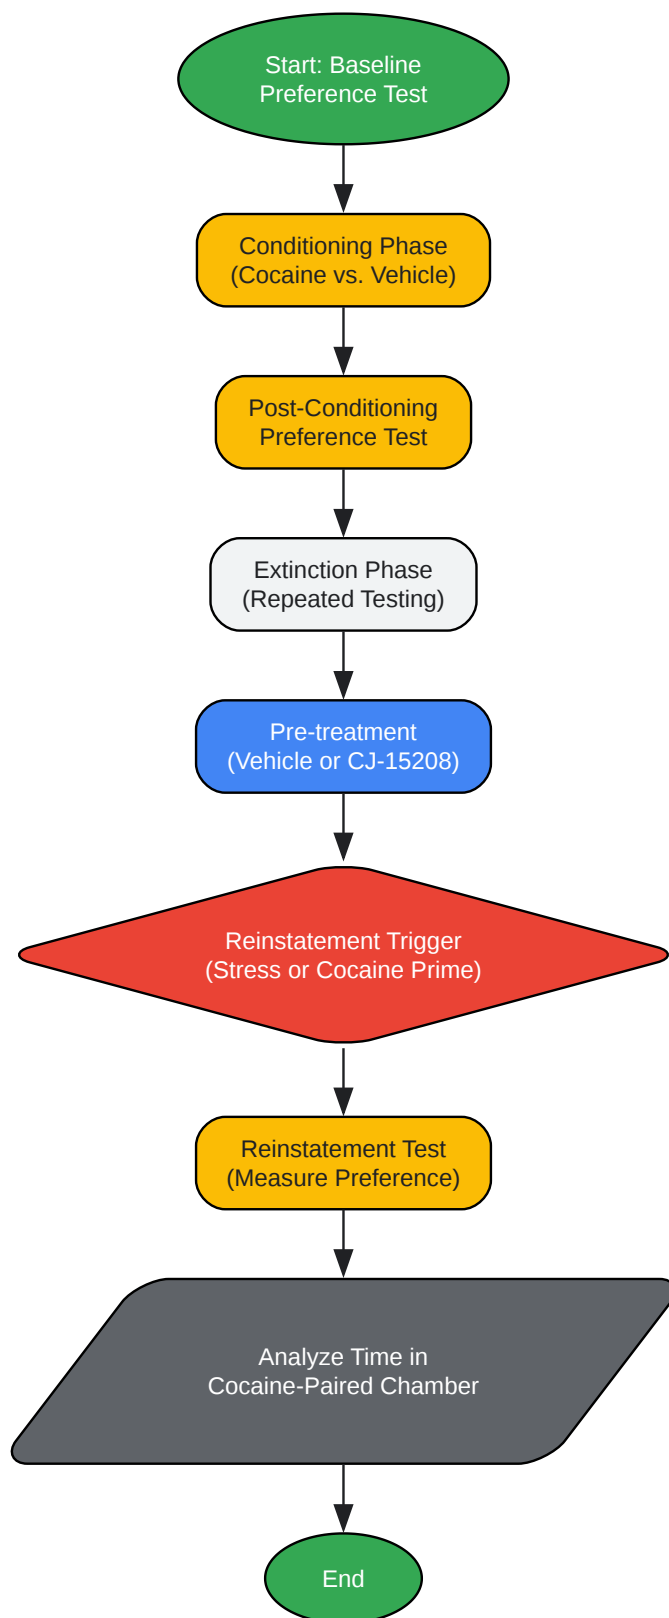 Start: Baseline
Preference Test
Conditioning Phase
(Cocaine vs. Vehicle)
Post-Conditioning
Preference Test
Extinction Phase
(Repeated Testing)
Pre-treatment
(Vehicle or CJ-15208)
Reinstatement Trigger
(Stress or Cocaine Prime)
Reinstatement Test
(Measure Preference)
Analyze Time in
Cocaine-Paired Chamber
End